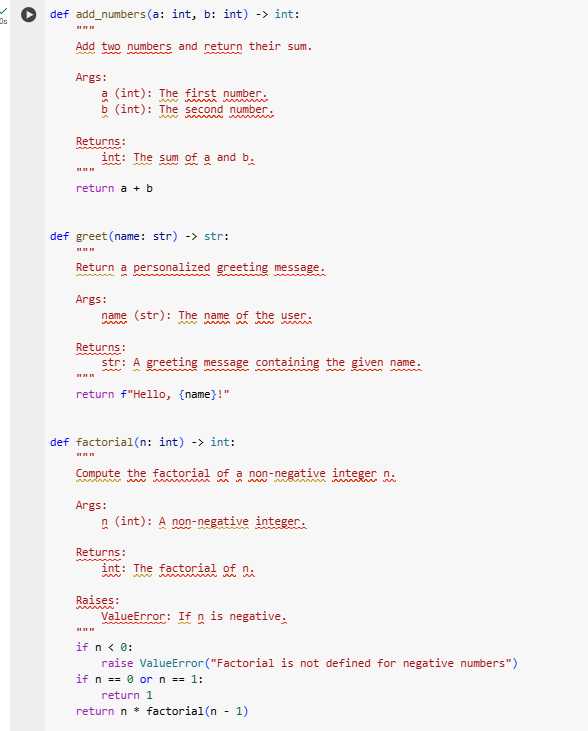 0s
def add_numbers(a: int, b: int) -> int:
    """
    Add two numbers and return their sum.

    Args:
        a (int): The first number.
        b (int): The second number.

    Returns:
        int: The sum of a and b.
    """
    return a + b


def greet(name: str) -> str:
    """
    Return a personalized greeting message.

    Args:
        name (str): The name of the user.

    Returns:
        str: A greeting message containing the given name.
    """
    return f"Hello, {name}!"


def factorial(n: int) -> int:
    """
    Compute the factorial of a non-negative integer n.

    Args:
        n (int): A non-negative integer.

    Returns:
        int: The factorial of n.

    Raises:
        ValueError: If n is negative.
    """
    if n < 0:
        raise ValueError("Factorial is not defined for negative numbers")
    if n == 0 or n == 1:
        return 1
    return n * factorial(n - 1)